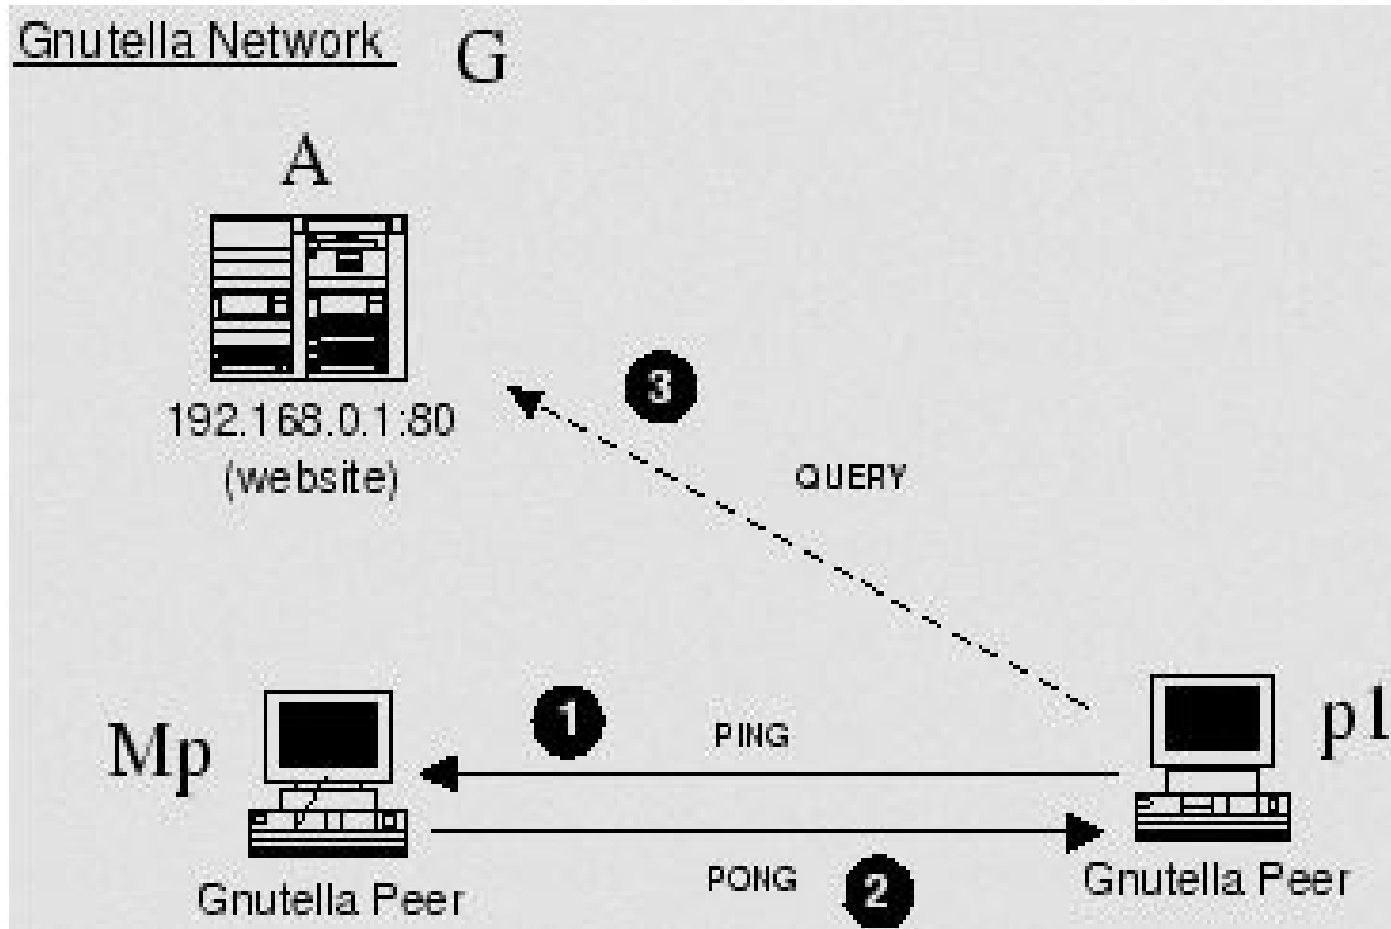 Gnutella Network
G
A
192.168.0.1:80
(website)
3
QUERY
Mp
1
PING
p1
PONG
2
Gnutella Peer
Gnutella Peer